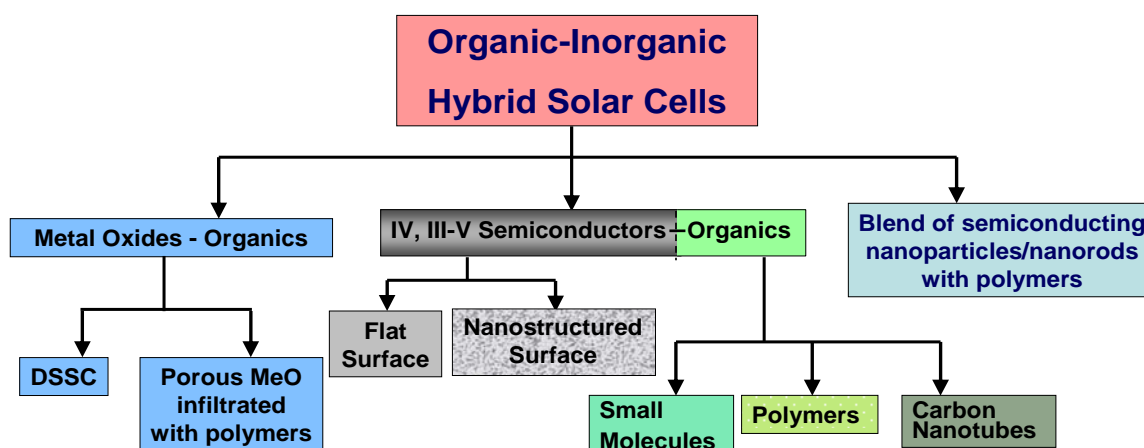 Organic-Inorganic
Hybrid Solar Cells
Metal Oxides - Organics
IV, III-V Semiconductors –Organics
Blend of semiconducting
nanoparticles/nanorods
with polymers
Flat
Surface
Nanostructured
Surface
DSSC
Porous MeO
infiltrated
with polymers
Small
Molecules
Polymers
Carbon
Nanotubes